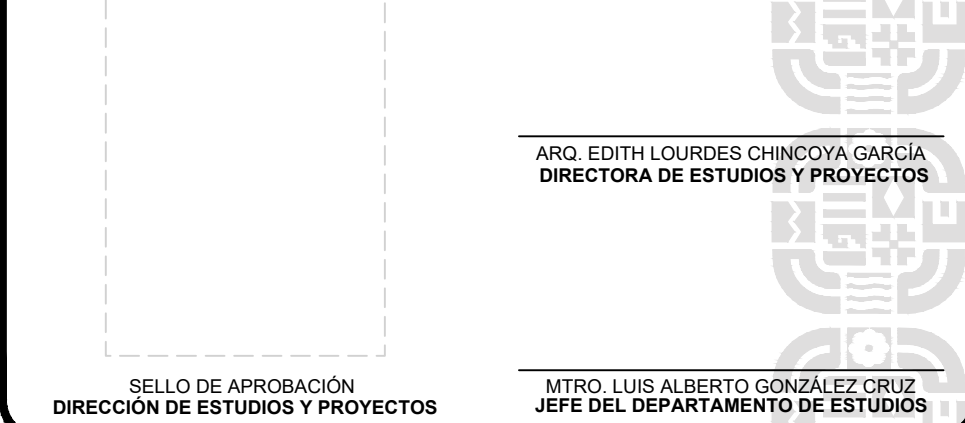 ARQ. EDITH LOURDES CHINCOYA GARCÍA
DIRECTORA DE ESTUDIOS Y PROYECTOS
SELLO DE APROBACIÓN
DIRECCIÓN DE ESTUDIOS Y PROYECTOS
MTRO. LUIS ALBERTO GONZÁLEZ CRUZ
JEFE DEL DEPARTAMENTO DE ESTUDIOS